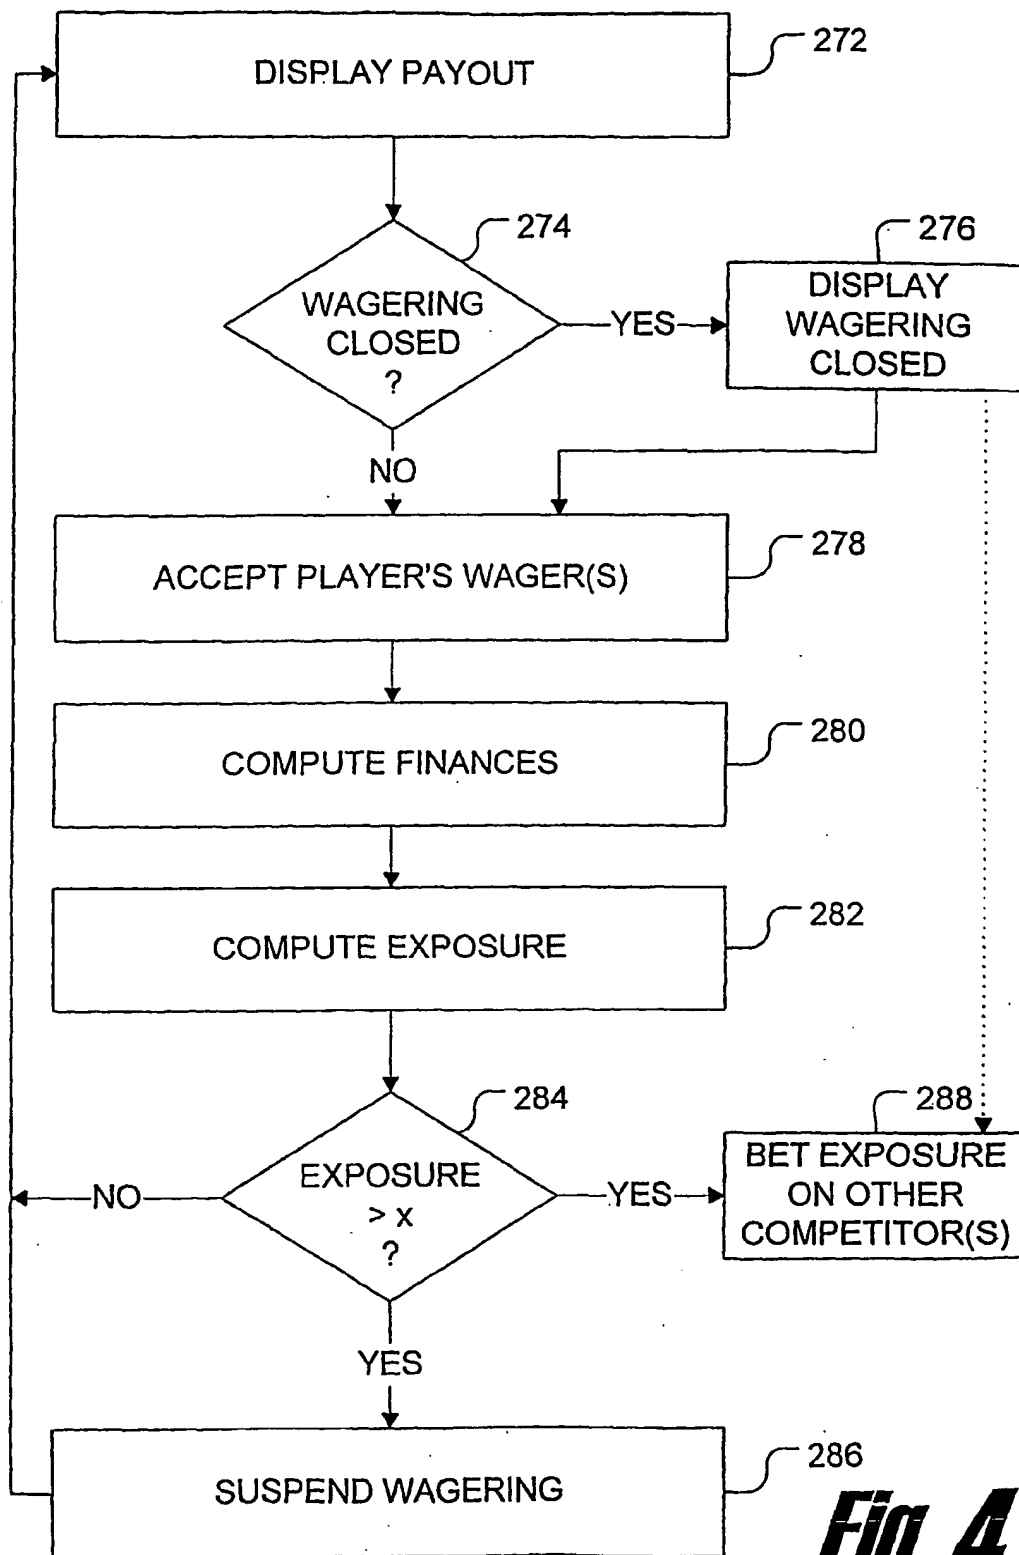 272
DISPLAY PAYOUT
274
276
WAGERING
CLOSED
?
YES
DISPLAY
WAGERING
CLOSED
NO
278
ACCEPT PLAYER'S WAGER(S)
280
COMPUTE FINANCES
282
COMPUTE EXPOSURE
284
288
EXPOSURE
> x
?
NO
YES
BET EXPOSURE
ON OTHER
COMPETITOR(S)
YES
286
SUSPEND WAGERING
Fig 4